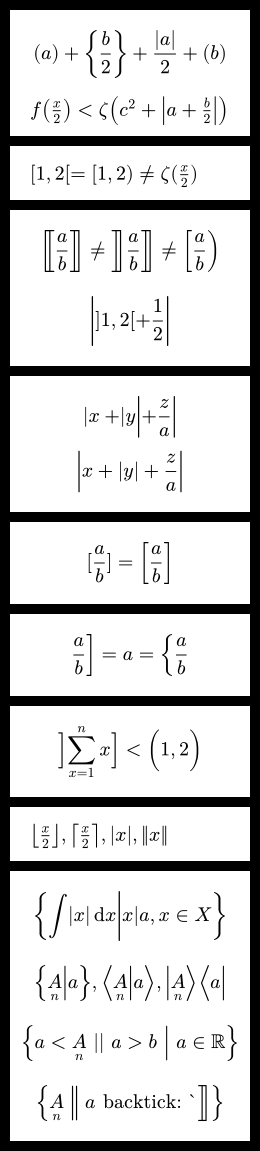 (a) + {b/2} + |a|/2 + (b)
f(x/2) < ζ(c² + |a + b/2|)
[1,2[= [1,2) ≠ ζ(x/2)
⟦a/b⟧ ≠ ⟧a/b⟧ ≠ [a/b)
|]1,2[+1/2|
|x +|y|+z/a|
|x + |y| + z/a|
[a/b] = [a/b]
a/b] = a = {a/b
]∑_{x=1}^{n} x] < (1,2)
⌊x/2⌋, ⌈x/2⌉, |x|, ‖x‖
{∫|x| dx|x|a, x ∈ X}
{A_n|a}, ⟨A_n|a⟩, |A_n⟩⟨a|
{a < A_n || a > b | a ∈ ℝ}
{A_n ‖ a backtick: `⟧}